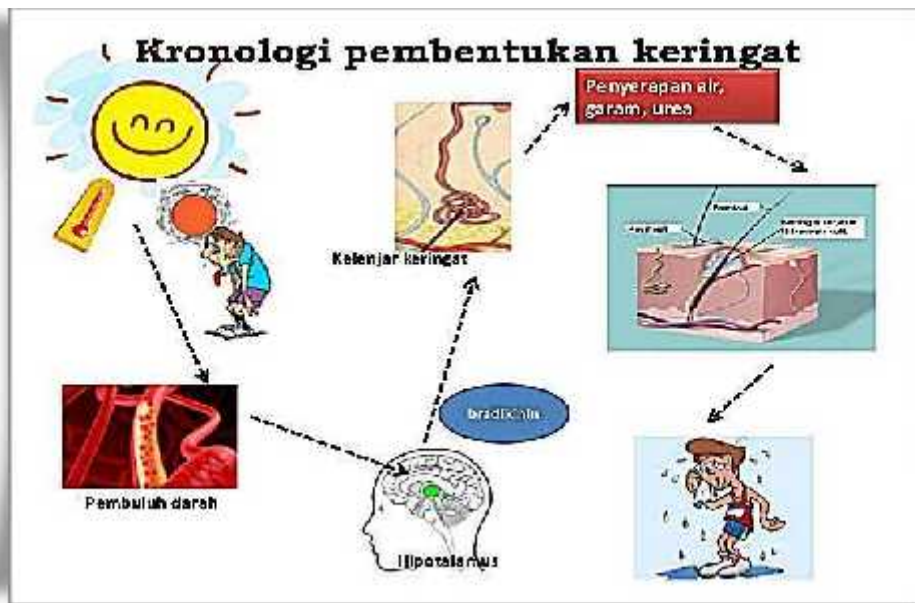 Kronologi pembentukan keringat
Penyerapan air,
garam, urea
Kelenjar keringat
bradikinin
Pembuluh darah
Hipotalamus